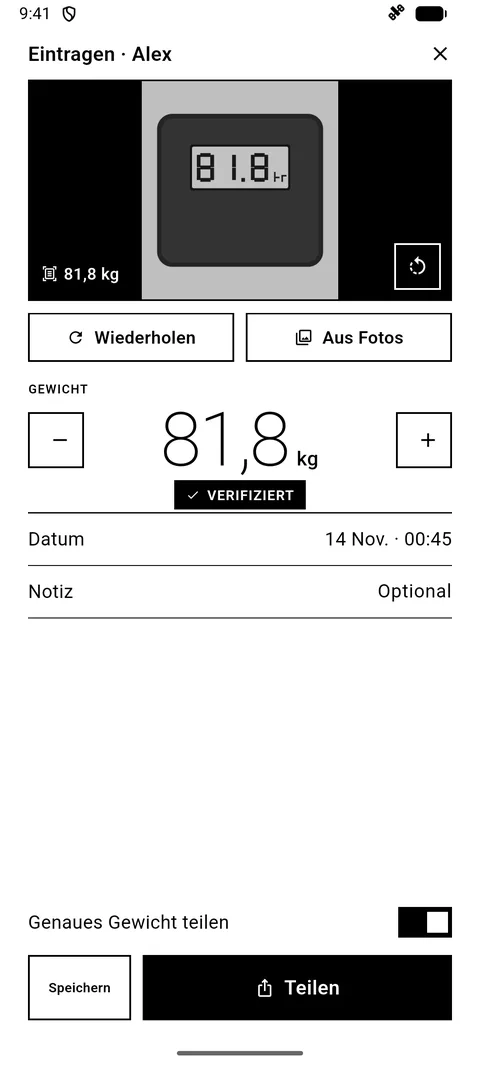 9:41
Eintragen · Alex
81.8
81,8 kg
Wiederholen
Aus Fotos
GEWICHT
81,8 kg
VERIFIZIERT
Datum
14 Nov. · 00:45
Notiz
Optional
Genaues Gewicht teilen
Speichern
Teilen